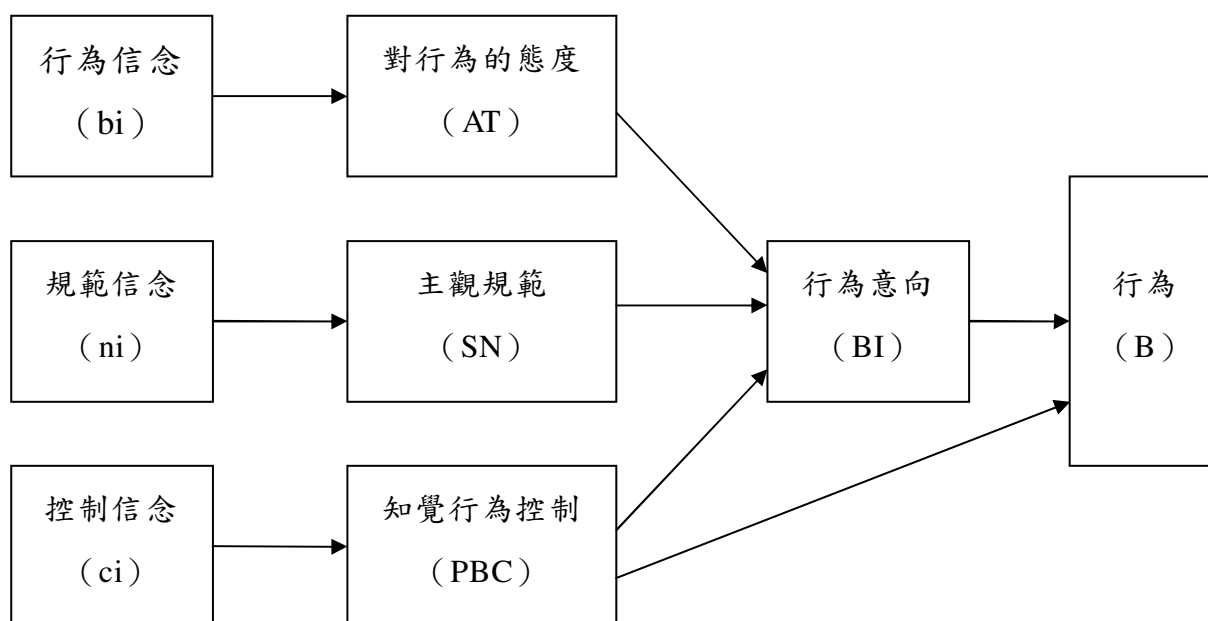 行為信念
（bi）
對行為的態度
（AT）
規範信念
（ni）
主觀規範
（SN）
行為意向
（BI）
行為
（B）
控制信念
（ci）
知覺行為控制
（PBC）